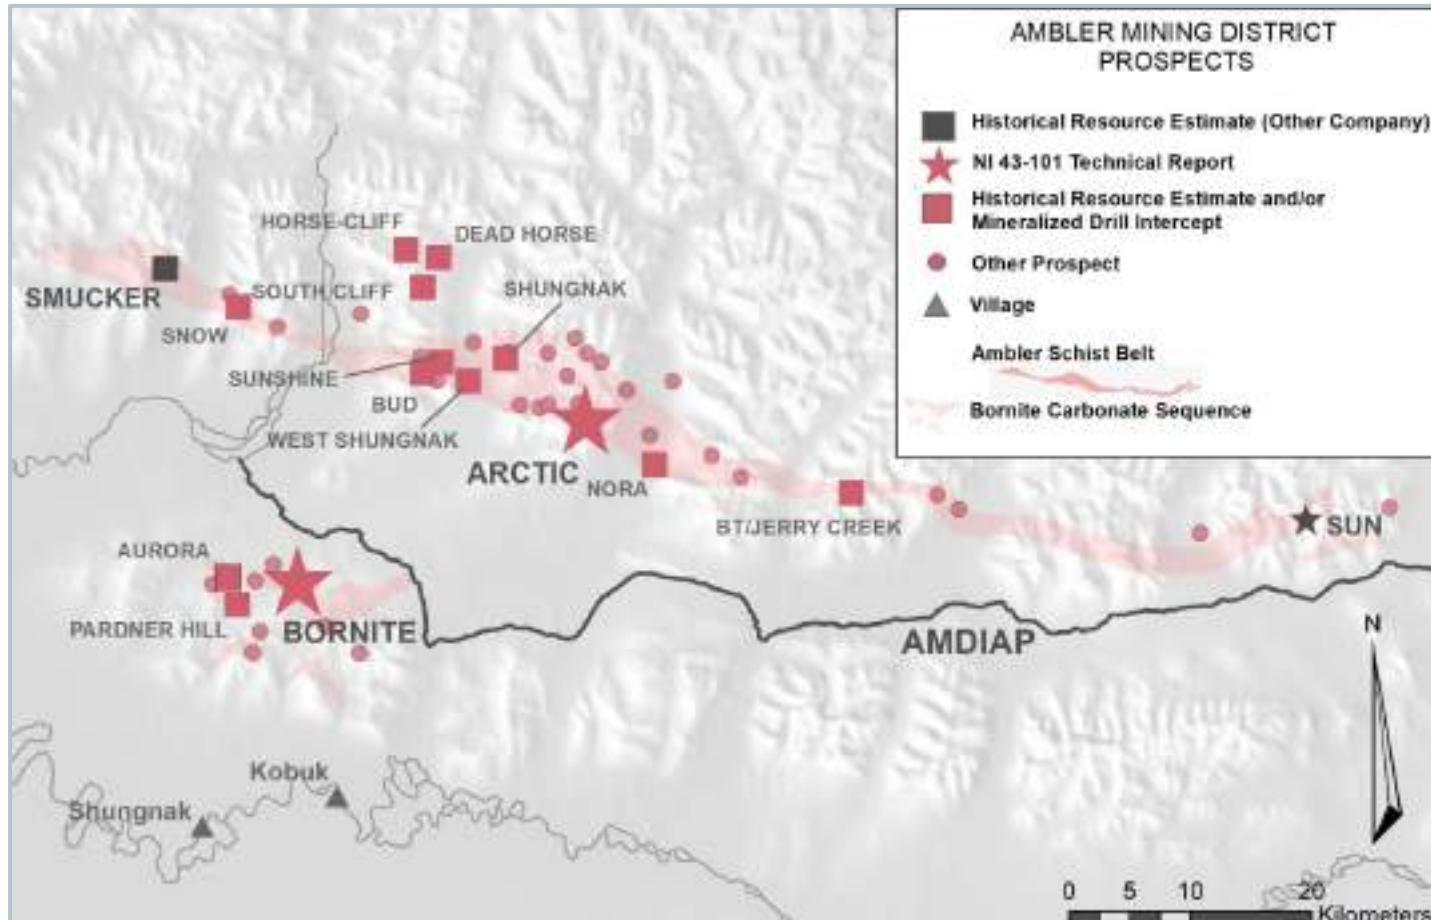 AMBLER MINING DISTRICT
PROSPECTS
Historical Resource Estimate (Other Company)
NI 43-101 Technical Report
Historical Resource Estimate and/or
Mineralized Drill Intercept
Other Prospect
Village
Ambler Schist Belt
Bornite Carbonate Sequence
HORSE-CLIFF
DEAD HORSE
SMUCKER
SOUTH CLIFF
SHUNGNAK
SNOW
SUNSHINE
BUD
WEST SHUNGNAK
ARCTIC
NORA
BT/JERRY CREEK
SUN
AURORA
PARDNER HILL
BORNITE
AMDIAP
N
Kobuk
Shungnak
0 5 10 20
Kilometers